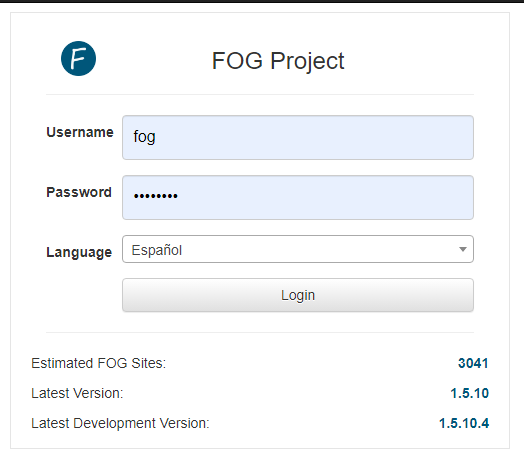 F FOG Project
Username fog
Password ••••••••
Language Español
Login
Estimated FOG Sites: 3041
Latest Version: 1.5.10
Latest Development Version: 1.5.10.4